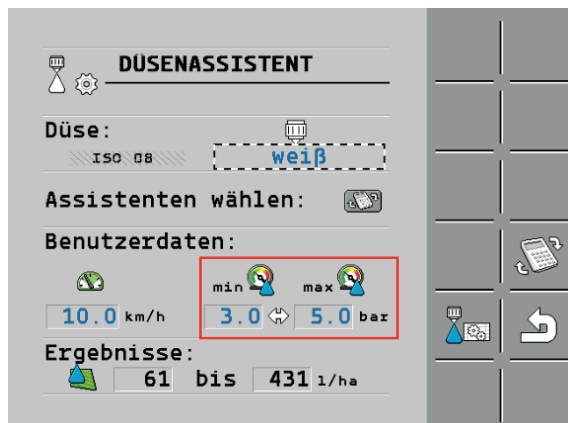 DÜSENASSISTENT
Düse:
ISO 08 weiß
Assistenten wählen:
Benutzerdaten:
min max
10.0 km/h 3.0 5.0 bar
Ergebnisse:
61 bis 431 l/ha